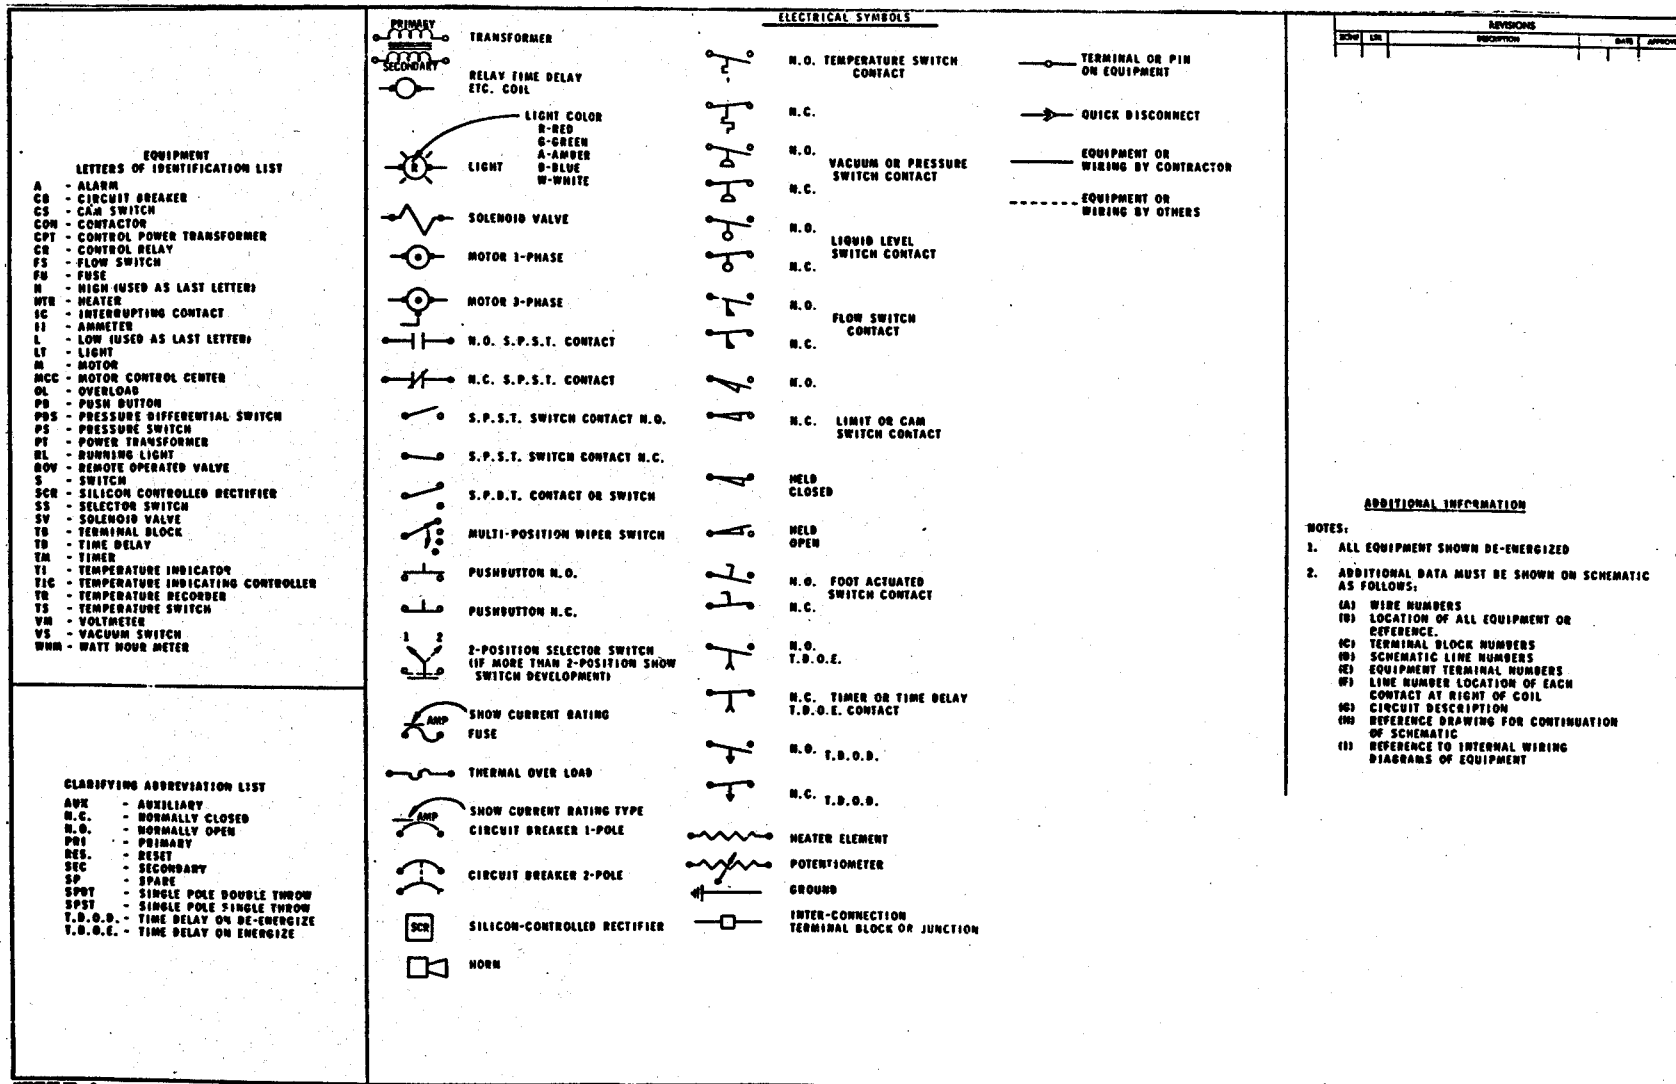 EQUIPMENT
LETTERS OF IDENTIFICATION LIST
A - ALARM
CB - CIRCUIT BREAKER
CS - CAM SWITCH
CON - CONTACTOR
CPT - CONTROL POWER TRANSFORMER
CR - CONTROL RELAY
FS - FLOW SWITCH
FU - FUSE
H - HIGH (USED AS LAST LETTER)
HTR - HEATER
IC - INTERRUPTING CONTACT
II - AMMETER
L - LOW (USED AS LAST LETTER)
LT - LIGHT
M - MOTOR
MCC - MOTOR CONTROL CENTER
OL - OVERLOAD
PB - PUSH BUTTON
PDS - PRESSURE DIFFERENTIAL SWITCH
PS - PRESSURE SWITCH
PT - POWER TRANSFORMER
RL - RUNNING LIGHT
ROV - REMOTE OPERATED VALVE
S - SWITCH
SCR - SILICON CONTROLLED RECTIFIER
SS - SELECTOR SWITCH
SV - SOLENOID VALVE
TB - TERMINAL BLOCK
TD - TIME DELAY
TM - TIMER
TI - TEMPERATURE INDICATOR
TIC - TEMPERATURE INDICATING CONTROLLER
TR - TEMPERATURE RECORDER
TS - TEMPERATURE SWITCH
VM - VOLTMETER
VS - VACUUM SWITCH
WHM - WATT HOUR METER
CLARIFYING ABBREVIATION LIST
AUX - AUXILIARY
N.C. - NORMALLY CLOSED
N.O. - NORMALLY OPEN
PRI - PRIMARY
RES. - RESET
SEC - SECONDARY
SP - SPARE
SPDT - SINGLE POLE DOUBLE THROW
SPST - SINGLE POLE SINGLE THROW
T.D.O.D. - TIME DELAY ON DE-ENERGIZE
T.D.O.E. - TIME DELAY ON ENERGIZE
ELECTRICAL SYMBOLS
PRIMARY
TRANSFORMER
SECONDARY
RELAY TIME DELAY
ETC. COIL
LIGHT COLOR
R-RED
G-GREEN
A-AMBER
B-BLUE
W-WHITE
R
LIGHT
SOLENOID VALVE
MOTOR 1-PHASE
MOTOR 3-PHASE
N.O. S.P.S.T. CONTACT
N.C. S.P.S.T. CONTACT
S.P.S.T. SWITCH CONTACT N.O.
S.P.S.T. SWITCH CONTACT N.C.
S.P.D.T. CONTACT OR SWITCH
MULTI-POSITION WIPER SWITCH
PUSHBUTTON N.O.
PUSHBUTTON N.C.
1 2
2-POSITION SELECTOR SWITCH
(IF MORE THAN 2-POSITION SHOW
SWITCH DEVELOPMENT)
AMP
SHOW CURRENT RATING
FUSE
THERMAL OVER LOAD
SHOW CURRENT RATING TYPE
AMP
CIRCUIT BREAKER 1-POLE
CIRCUIT BREAKER 2-POLE
SCR
SILICON-CONTROLLED RECTIFIER
HORN
N.O. TEMPERATURE SWITCH
CONTACT
N.C.
N.O.
VACUUM OR PRESSURE
SWITCH CONTACT
N.C.
N.O.
LIQUID LEVEL
SWITCH CONTACT
N.C.
N.O.
FLOW SWITCH
CONTACT
N.C.
N.O.
N.C. LIMIT OR CAM
SWITCH CONTACT
HELD
CLOSED
HELD
OPEN
N.O. FOOT ACTUATED
SWITCH CONTACT
N.C.
N.O.
T.D.O.E.
N.C. TIMER OR TIME DELAY
T.D.O.E. CONTACT
N.O. T.D.O.D.
N.C. T.D.O.D.
HEATER ELEMENT
POTENTIOMETER
GROUND
INTER-CONNECTION
TERMINAL BLOCK OR JUNCTION
TERMINAL OR PIN
ON EQUIPMENT
QUICK DISCONNECT
EQUIPMENT OR
WIRING BY CONTRACTOR
EQUIPMENT OR
WIRING BY OTHERS
REVISIONS
LTR DESCRIPTION DATE
ADDITIONAL INFORMATION
NOTES:
1. ALL EQUIPMENT SHOWN DE-ENERGIZED
2. ADDITIONAL DATA MUST BE SHOWN ON SCHEMATIC
AS FOLLOWS:
(A) WIRE NUMBERS
(B) LOCATION OF ALL EQUIPMENT OR
REFERENCE.
(C) TERMINAL BLOCK NUMBERS
(D) SCHEMATIC LINE NUMBERS
(E) EQUIPMENT TERMINAL NUMBERS
(F) LINE NUMBER LOCATION OF EACH
CONTACT AT RIGHT OF COIL
(G) CIRCUIT DESCRIPTION
(H) REFERENCE DRAWING FOR CONTINUATION
OF SCHEMATIC
(I) REFERENCE TO INTERNAL WIRING
DIAGRAMS OF EQUIPMENT